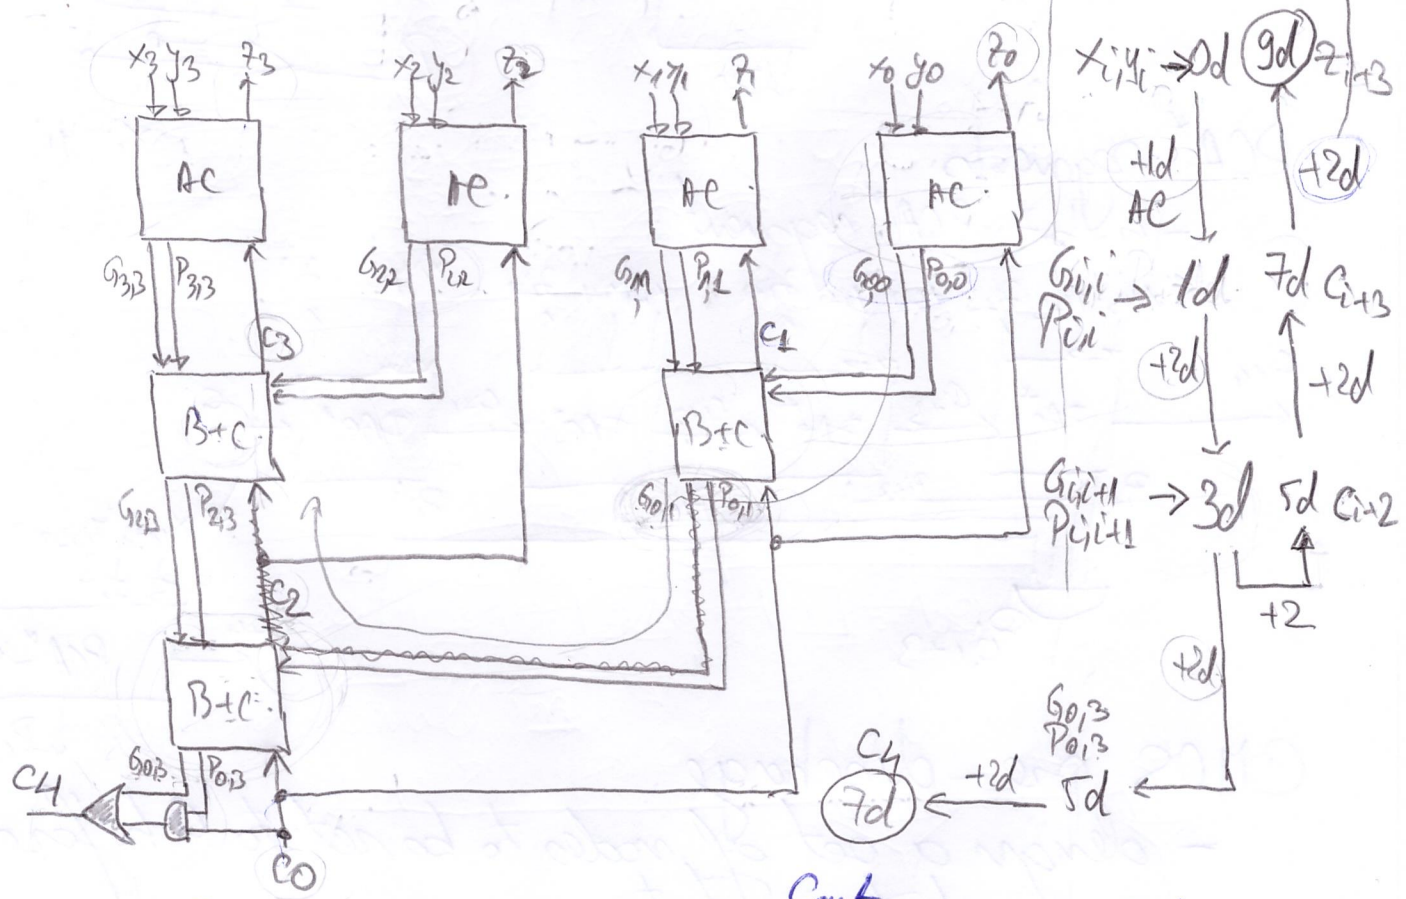 x3 y3 z3
x2 y2 z2
x1 y1 z1
x0 y0 z0
xi,yi → 0d 9d zi+3
AC
AC
AC
AC
+1d
AC
+2d
G3,3 P3,3
G2,2 P2,2
G1,1 P1,1
G0,0 P0,0
Gi,i
Pi,i → 1d 7d Ci+3
C3
C1
+2d +2d
B+C
B+C
G2,3 P2,3
G0,1 P0,1
Gi,i+1
Pi,i+1 → 3d 5d Ci+2
C2
+2
B+C
+2d
G0,3
P0,3
G0,3 P0,3
C4
C4
7d ← +2d 5d ←
C0